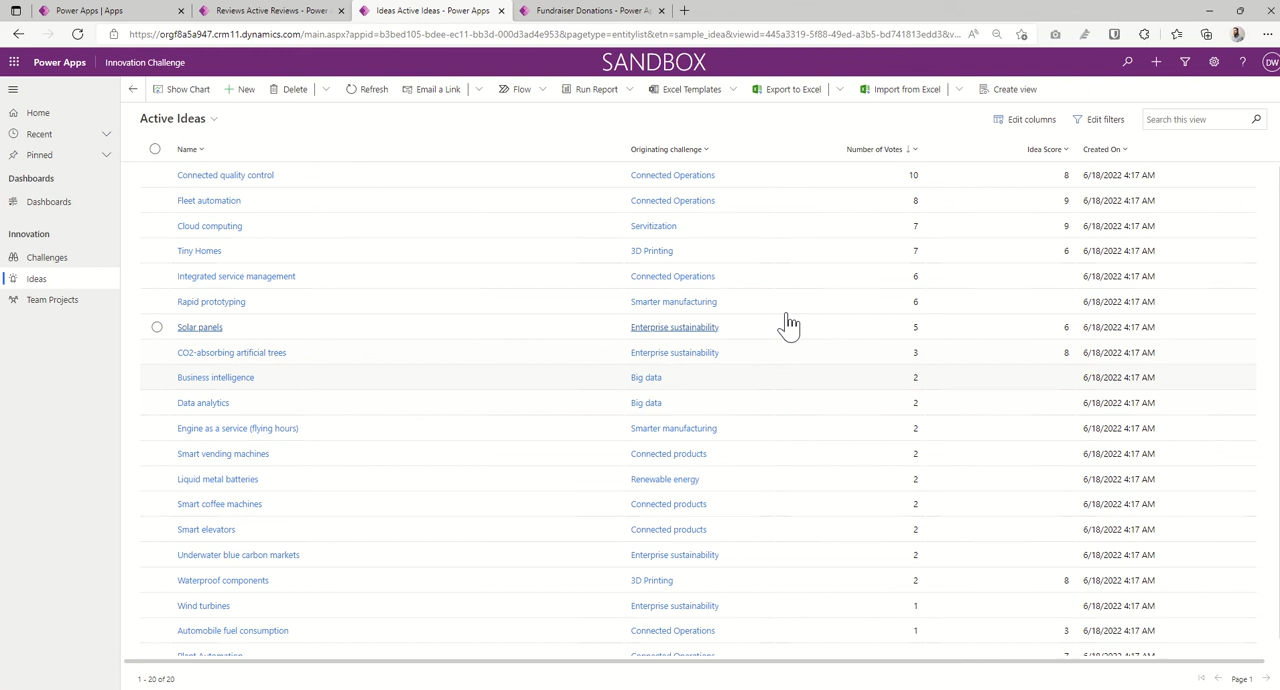 Power Apps | Apps
Reviews Active Reviews - Power A
Ideas Active Ideas - Power Apps
Fundraiser Donations - Power Ap
https://orgf8a5a947.crm11.dynamics.com/main.aspx?appid=b3bed105-bdee-ec11-bb3d-000d3ad4e953&pagetype=entitylist&etn=sample_idea&viewid=445a3319-5f88-49ed-a3b5-bd741813edd3&v...
Power Apps
Innovation Challenge
SANDBOX
DW
Show Chart
New
Delete
Refresh
Email a Link
Flow
Run Report
Excel Templates
Export to Excel
Import from Excel
Create view
Home
Recent
Pinned
Dashboards
Dashboards
Innovation
Challenges
Ideas
Team Projects
Active Ideas
Edit columns
Edit filters
Search this view
Name
Originating challenge
Number of Votes ↓
Idea Score
Created On
Connected quality control Connected Operations 10 8 6/18/2022 4:17 AM
Fleet automation Connected Operations 8 9 6/18/2022 4:17 AM
Cloud computing Servitization 7 9 6/18/2022 4:17 AM
Tiny Homes 3D Printing 7 6 6/18/2022 4:17 AM
Integrated service management Connected Operations 6 6/18/2022 4:17 AM
Rapid prototyping Smarter manufacturing 6 6/18/2022 4:17 AM
Solar panels Enterprise sustainability 5 6 6/18/2022 4:17 AM
CO2-absorbing artificial trees Enterprise sustainability 3 8 6/18/2022 4:17 AM
Business intelligence Big data 2 6/18/2022 4:17 AM
Data analytics Big data 2 6/18/2022 4:17 AM
Engine as a service (flying hours) Smarter manufacturing 2 6/18/2022 4:17 AM
Smart vending machines Connected products 2 6/18/2022 4:17 AM
Liquid metal batteries Renewable energy 2 6/18/2022 4:17 AM
Smart coffee machines Connected products 2 6/18/2022 4:17 AM
Smart elevators Connected products 2 6/18/2022 4:17 AM
Underwater blue carbon markets Enterprise sustainability 2 6/18/2022 4:17 AM
Waterproof components 3D Printing 2 8 6/18/2022 4:17 AM
Wind turbines Enterprise sustainability 1 6/18/2022 4:17 AM
Automobile fuel consumption Connected Operations 1 3 6/18/2022 4:17 AM
Plant Automation Connected Operations 7 6/18/2022 4:17 AM
1 - 20 of 20
Page 1